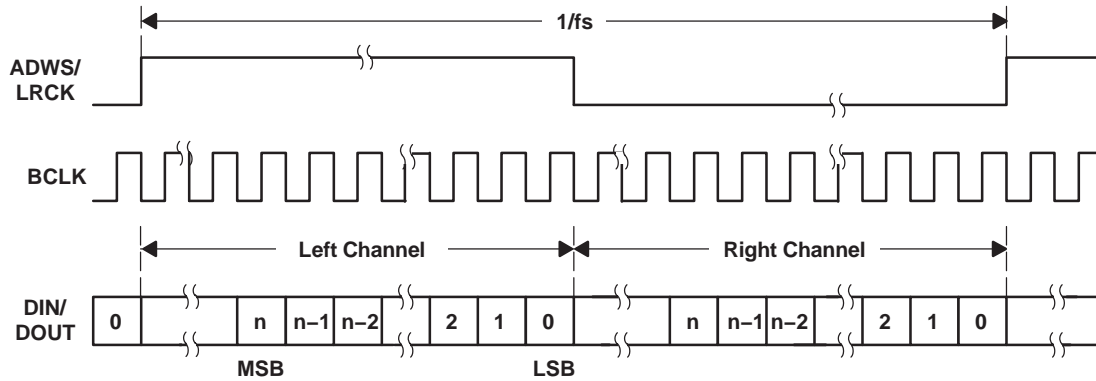 1/fs
ADWS/
LRCK
BCLK
Left Channel
Right Channel
DIN/
DOUT
0 n n−1 n−2 2 1 0 n n−1 n−2 2 1 0
MSB LSB